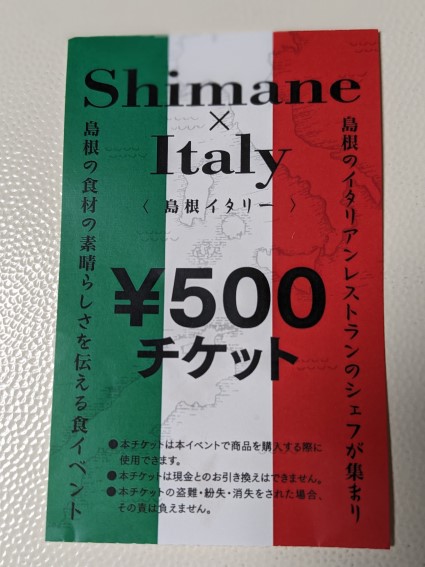 Shimane
×
Italy
〈 島根イタリー 〉
島根のイタリアンレストランのシェフが集まり
島根の食材の素晴らしさを伝える食イベント
¥500
チケット
●本チケットは本イベントで商品を購入する際に
使用できます。
●本チケットは現金とのお引き換えはできません。
●本チケットの盗難・紛失・消失をされた場合、
その責は負えません。